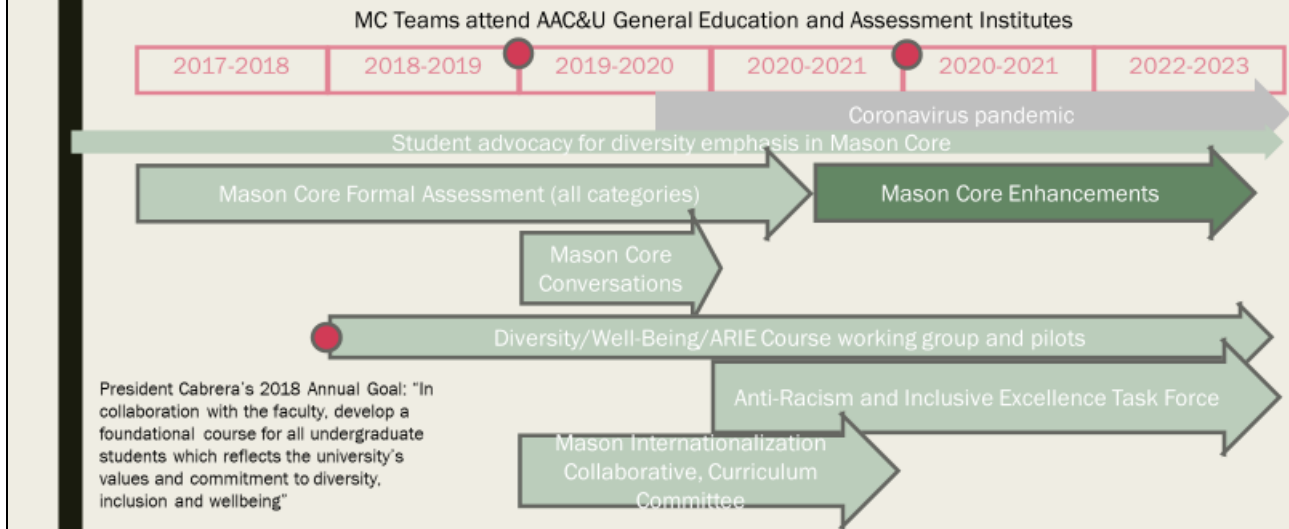 MC Teams attend AAC&U General Education and Assessment Institutes
2017-2018
2018-2019
2019-2020
2020-2021
2020-2021
2022-2023
Coronavirus pandemic
Student advocacy for diversity emphasis in Mason Core
Mason Core Formal Assessment (all categories)
Mason Core Enhancements
Mason Core
Conversations
Diversity/Well-Being/ARIE Course working group and pilots
Anti-Racism and Inclusive Excellence Task Force
Mason Internationalization
Collaborative, Curriculum
Committee
President Cabrera's 2018 Annual Goal: "In
collaboration with the faculty, develop a
foundational course for all undergraduate
students which reflects the university's
values and commitment to diversity,
inclusion and wellbeing"